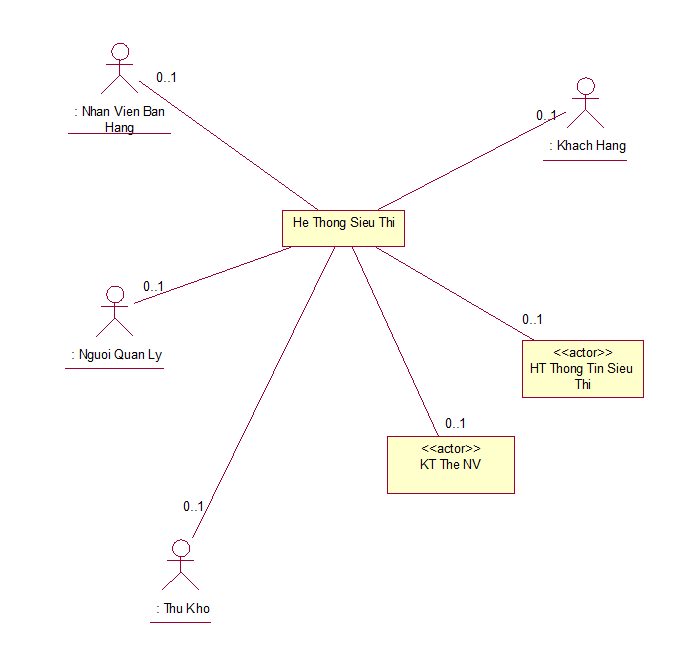 0..1
: Nhan Vien Ban
Hang
0..1
: Khach Hang
He Thong Sieu Thi
0..1
: Nguoi Quan Ly
0..1
<<actor>>
HT Thong Tin Sieu
Thi
0..1
<<actor>>
KT The NV
0..1
: Thu Kho